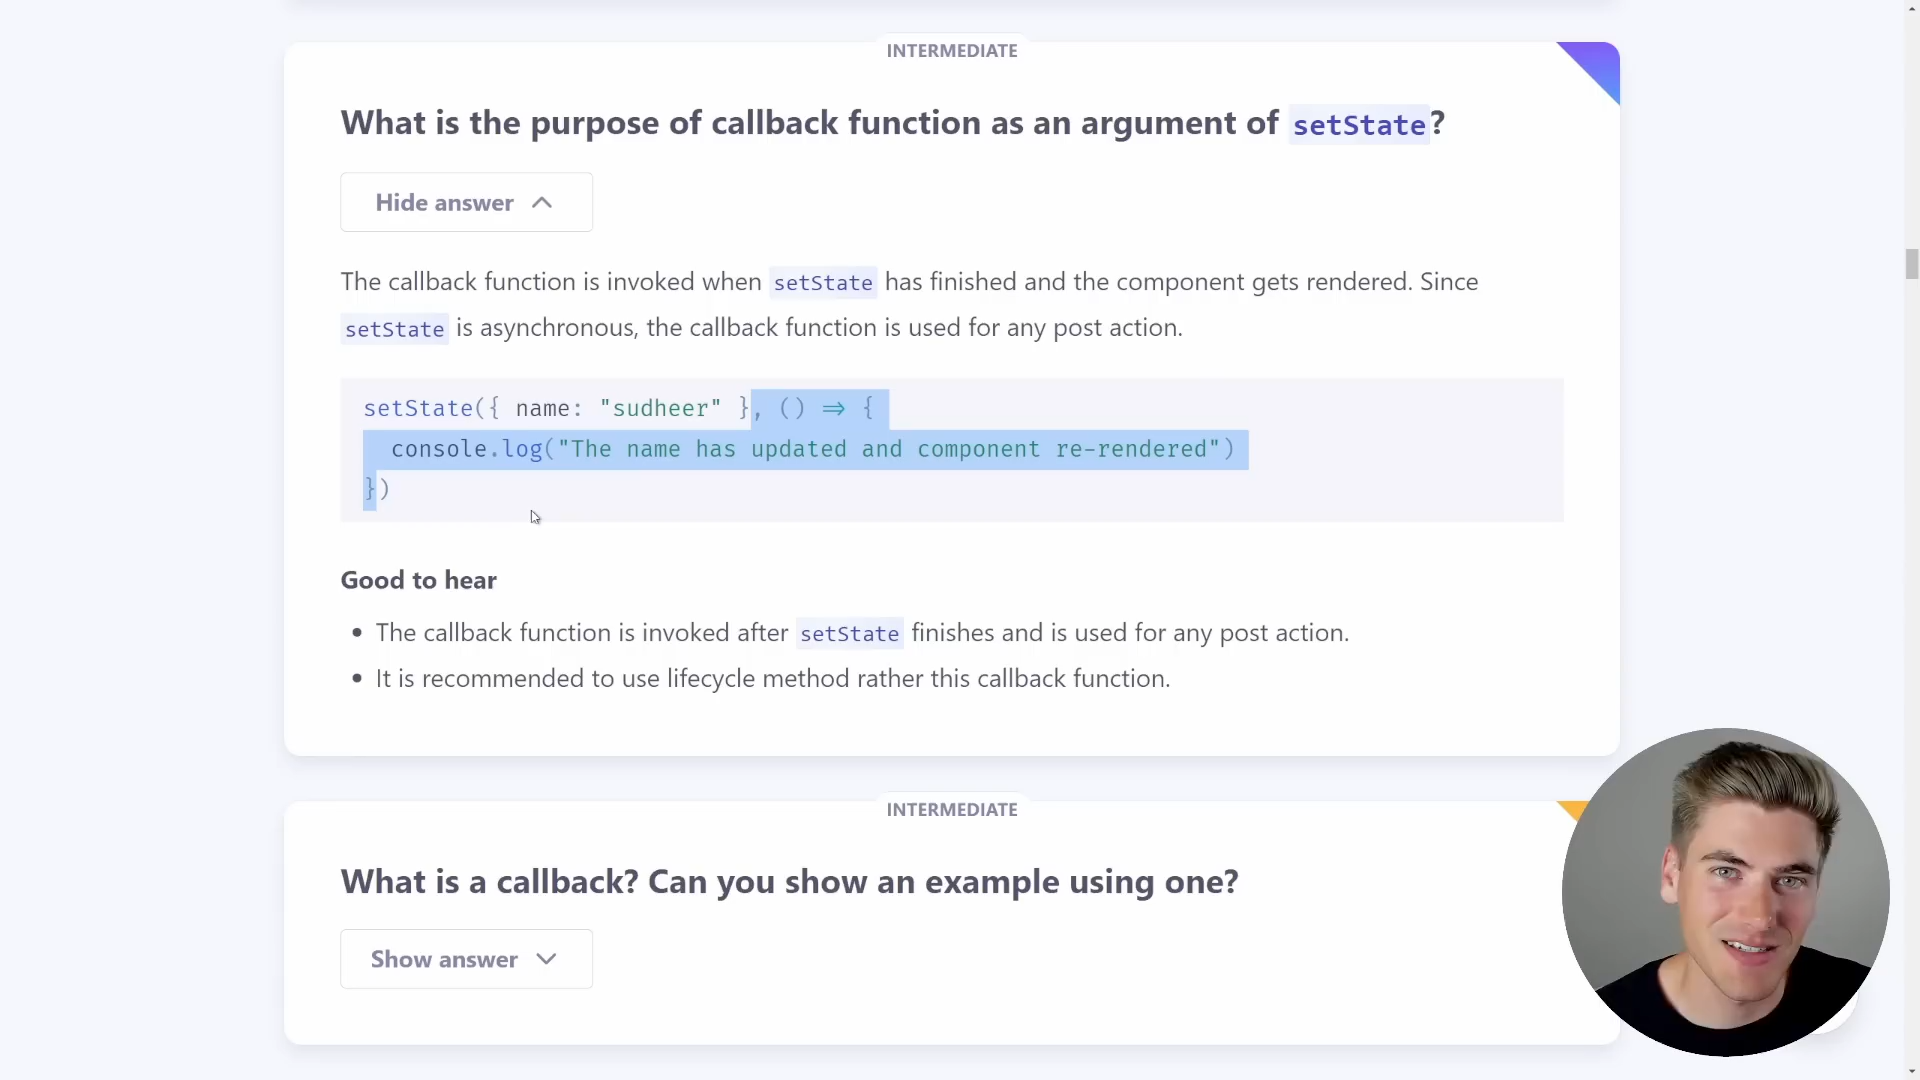 INTERMEDIATE
What is the purpose of callback function as an argument of setState?
Hide answer
The callback function is invoked when setState has finished and the component gets rendered. Since
setState is asynchronous, the callback function is used for any post action.
setState({ name: "sudheer" }, () => {
console.log("The name has updated and component re-rendered")
})
Good to hear
• The callback function is invoked after setState finishes and is used for any post action.
• It is recommended to use lifecycle method rather this callback function.
INTERMEDIATE
What is a callback? Can you show an example using one?
Show answer